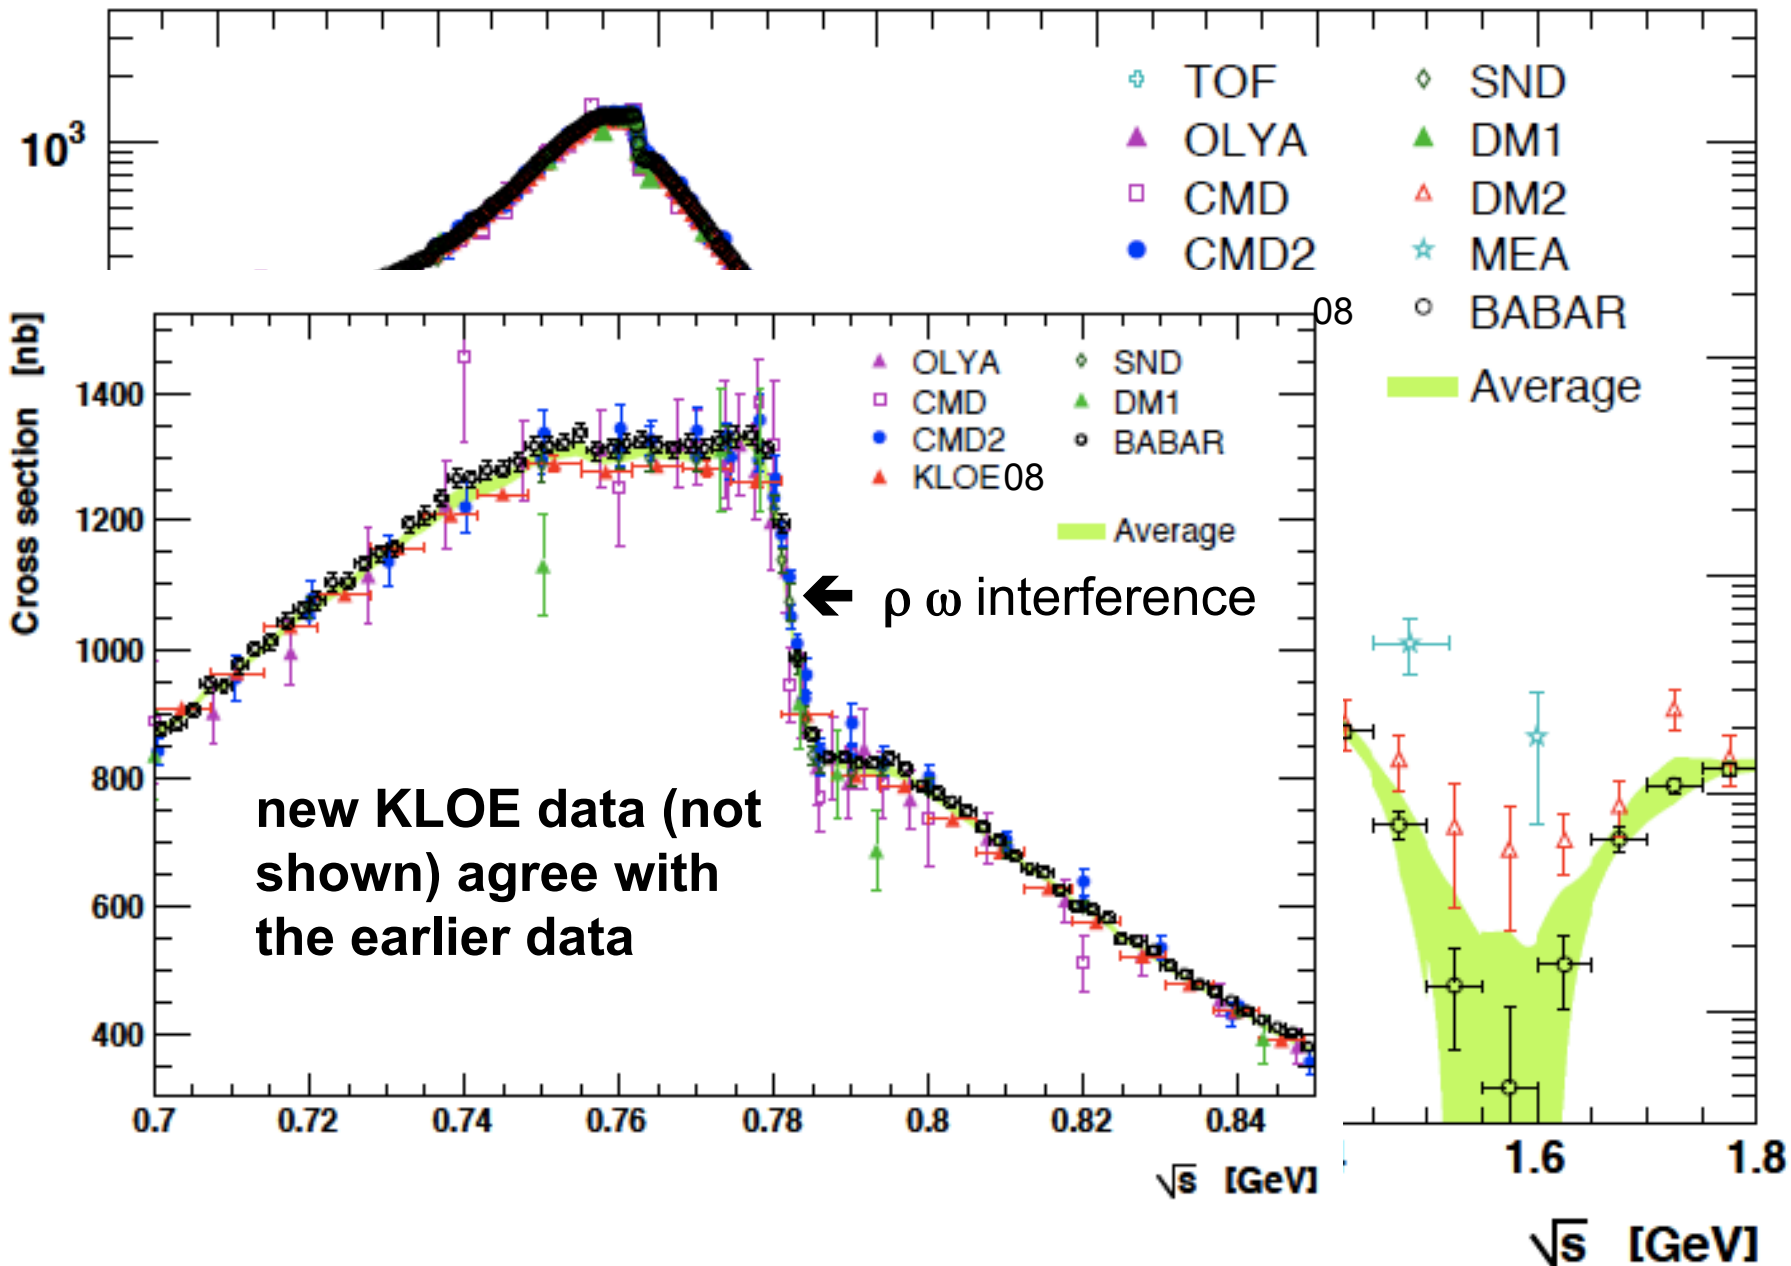 10³
TOF
OLYA
CMD
CMD2
SND
DM1
DM2
MEA
BABAR
08
Average
Cross section [nb]
1400
1200
1000
800
600
400
OLYA
CMD
CMD2
KLOE08
SND
DM1
BABAR
Average
← ρ ω interference
new KLOE data (not
shown) agree with
the earlier data
0.7 0.72 0.74 0.76 0.78 0.8 0.82 0.84
√s [GeV]
1.6 1.8
√s [GeV]